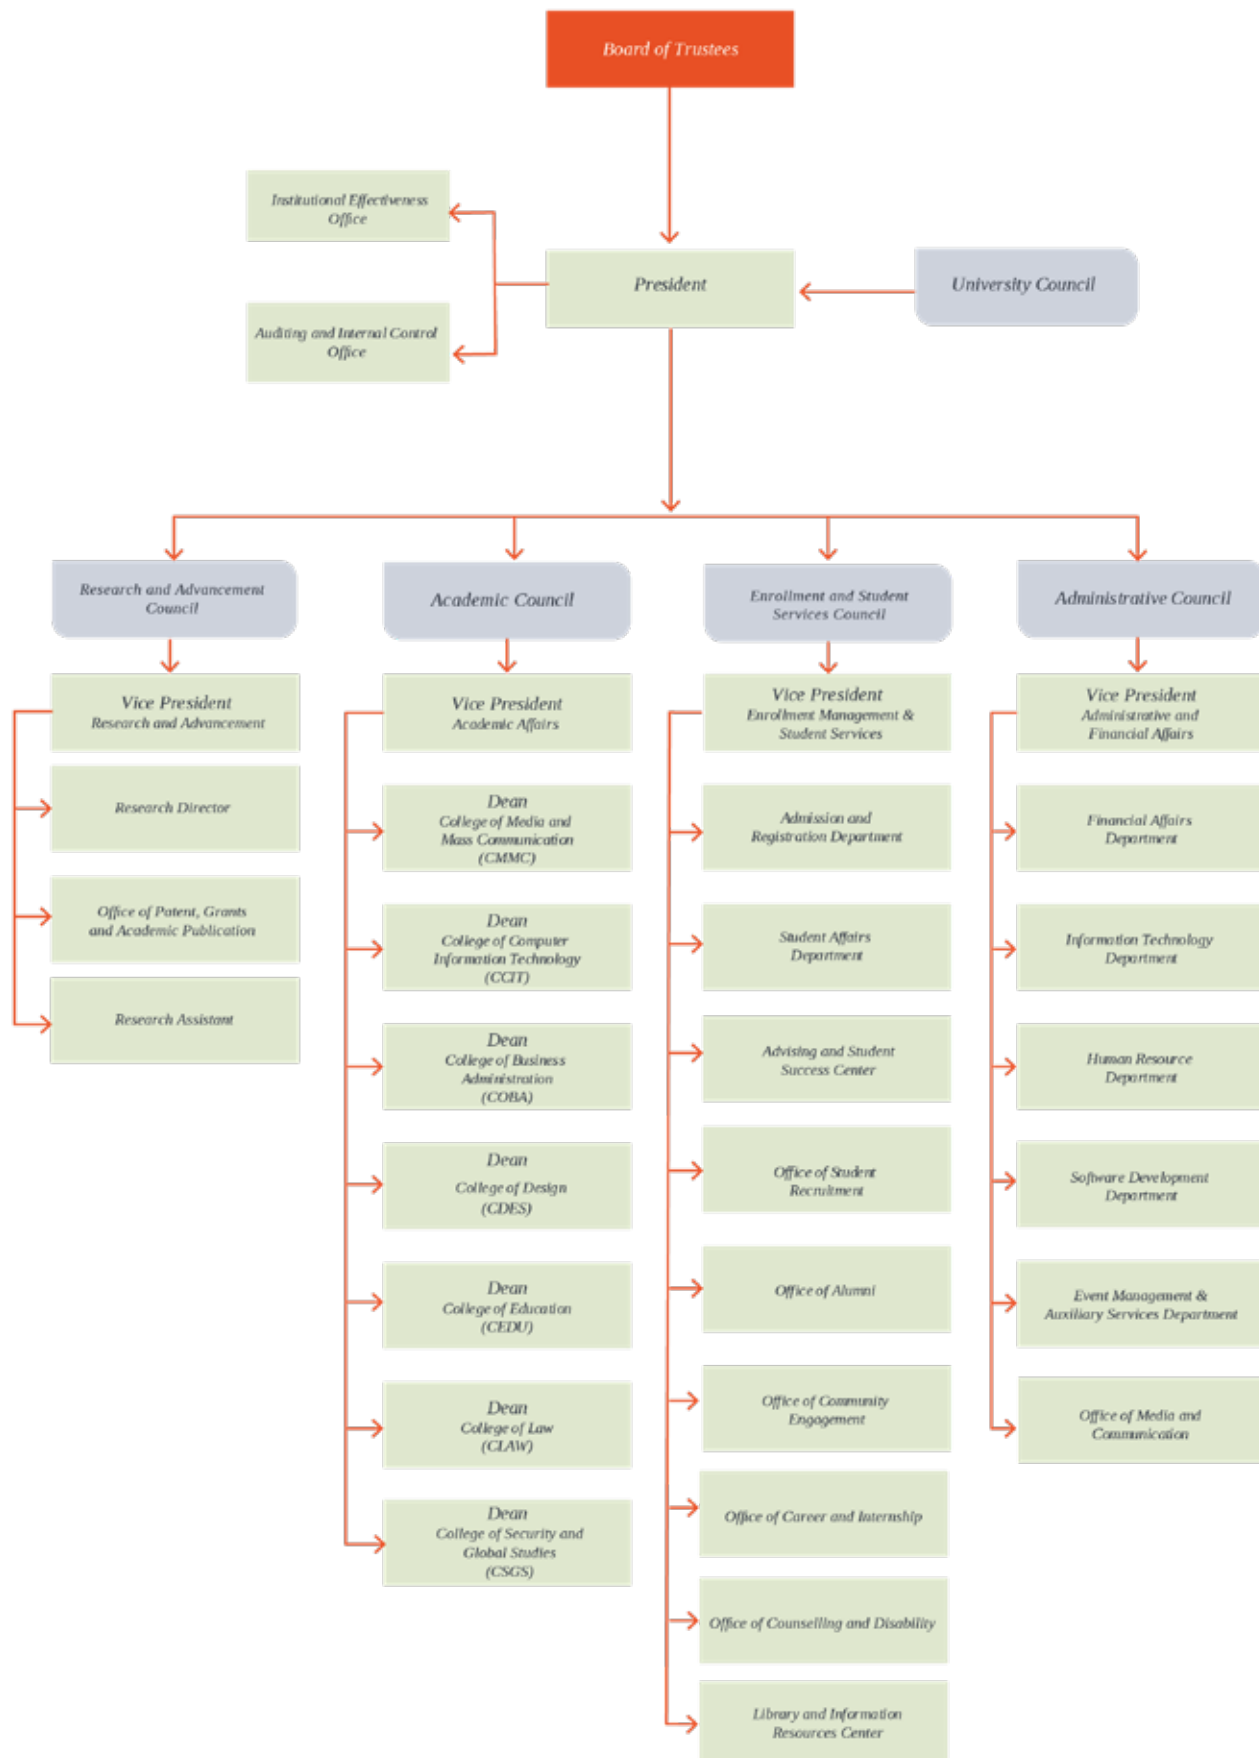 Board of Trustees
Institutional Effectiveness
Office
President
University Council
Auditing and Internal Control
Office
Research and Advancement
Council
Vice President
Research and Advancement
Research Director
Office of Patent, Grants
and Academic Publication
Research Assistant
Academic Council
Vice President
Academic Affairs
Dean
College of Media and
Mass Communication
(CMMC)
Dean
College of Computer
Information Technology
(CCIT)
Dean
College of Business
Administration
(COBA)
Dean
College of Design
(CDES)
Dean
College of Education
(CEDU)
Dean
College of Law
(CLAW)
Dean
College of Security and
Global Studies
(CSGS)
Enrollment and Student
Services Council
Vice President
Enrollment Management &
Student Services
Admission and
Registration Department
Student Affairs
Department
Advising and Student
Success Center
Office of Student
Recruitment
Office of Alumni
Office of Community
Engagement
Office of Career and Internship
Office of Counselling and Disability
Library and Information
Resources Center
Administrative Council
Vice President
Administrative and
Financial Affairs
Financial Affairs
Department
Information Technology
Department
Human Resource
Department
Software Development
Department
Event Management &
Auxiliary Services Department
Office of Media and
Communication